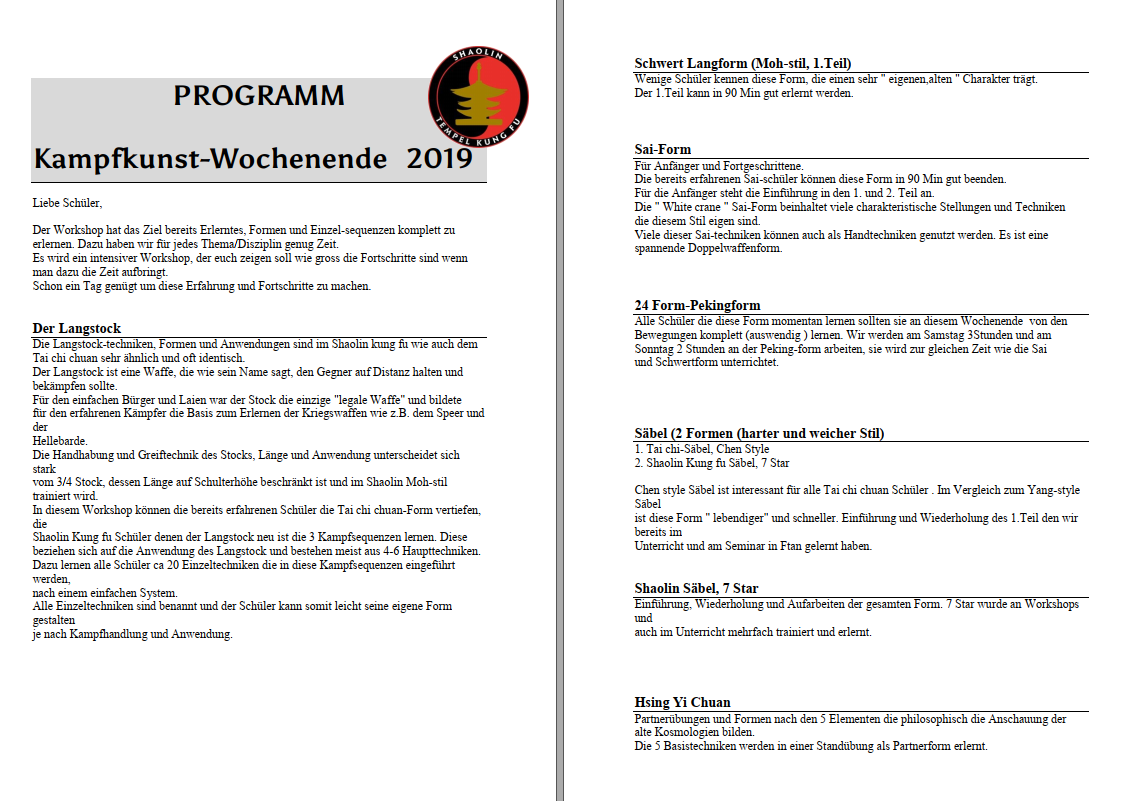 SHAOLIN
TEMPEL KUNG FU
PROGRAMM
Kampfkunst-Wochenende 2019
Liebe Schüler,
Der Workshop hat das Ziel bereits Erlerntes, Formen und Einzel-sequenzen komplett zu
erlernen. Dazu haben wir für jedes Thema/Disziplin genug Zeit.
Es wird ein intensiver Workshop, der euch zeigen soll wie gross die Fortschritte sind wenn
man dazu die Zeit aufbringt.
Schon ein Tag genügt um diese Erfahrung und Fortschritte zu machen.
Der Langstock
Die Langstock-techniken, Formen und Anwendungen sind im Shaolin kung fu wie auch dem
Tai chi chuan sehr ähnlich und oft identisch.
Der Langstock ist eine Waffe, die wie sein Name sagt, den Gegner auf Distanz halten und
bekämpfen sollte.
Für den einfachen Bürger und Laien war der Stock die einzige "legale Waffe" und bildete
für den erfahrenen Kämpfer die Basis zum Erlernen der Kriegswaffen wie z.B. dem Speer und
der
Hellebarde.
Die Handhabung und Greiftechnik des Stocks, Länge und Anwendung unterscheidet sich
stark
vom 3/4 Stock, dessen Länge auf Schulterhöhe beschränkt ist und im Shaolin Moh-stil
trainiert wird.
In diesem Workshop können die bereits erfahrenen Schüler die Tai chi chuan-Form vertiefen,
die
Shaolin Kung fu Schüler denen der Langstock neu ist die 3 Kampfsequenzen lernen. Diese
beziehen sich auf die Anwendung des Langstock und bestehen meist aus 4-6 Haupttechniken.
Dazu lernen alle Schüler ca 20 Einzeltechniken die in diese Kampfsequenzen eingeführt
werden,
nach einem einfachen System.
Alle Einzeltechniken sind benannt und der Schüler kann somit leicht seine eigene Form
gestalten
je nach Kampfhandlung und Anwendung.
Schwert Langform (Moh-stil, 1.Teil)
Wenige Schüler kennen diese Form, die einen sehr " eigenen,alten " Charakter trägt.
Der 1.Teil kann in 90 Min gut erlernt werden.
Sai-Form
Für Anfänger und Fortgeschrittene.
Die bereits erfahrenen Sai-schüler können diese Form in 90 Min gut beenden.
Für die Anfänger steht die Einführung in den 1. und 2. Teil an.
Die " White crane " Sai-Form beinhaltet viele charakteristische Stellungen und Techniken
die diesem Stil eigen sind.
Viele dieser Sai-techniken können auch als Handtechniken genutzt werden. Es ist eine
spannende Doppelwaffenform.
24 Form-Pekingform
Alle Schüler die diese Form momentan lernen sollten sie an diesem Wochenende von den
Bewegungen komplett (auswendig ) lernen. Wir werden am Samstag 3Stunden und am
Sonntag 2 Stunden an der Peking-form arbeiten, sie wird zur gleichen Zeit wie die Sai
und Schwertform unterrichtet.
Säbel (2 Formen (harter und weicher Stil)
1. Tai chi-Säbel, Chen Style
2. Shaolin Kung fu Säbel, 7 Star
Chen style Säbel ist interessant für alle Tai chi chuan Schüler . Im Vergleich zum Yang-style
Säbel
ist diese Form " lebendiger" und schneller. Einführung und Wiederholung des 1.Teil den wir
bereits im
Unterricht und am Seminar in Ftan gelernt haben.
Shaolin Säbel, 7 Star
Einführung, Wiederholung und Aufarbeiten der gesamten Form. 7 Star wurde an Workshops
und
auch im Unterricht mehrfach trainiert und erlernt.
Hsing Yi Chuan
Partnerübungen und Formen nach den 5 Elementen die philosophisch die Anschauung der
alte Kosmologien bilden.
Die 5 Basistechniken werden in einer Standübung als Partnerform erlernt.